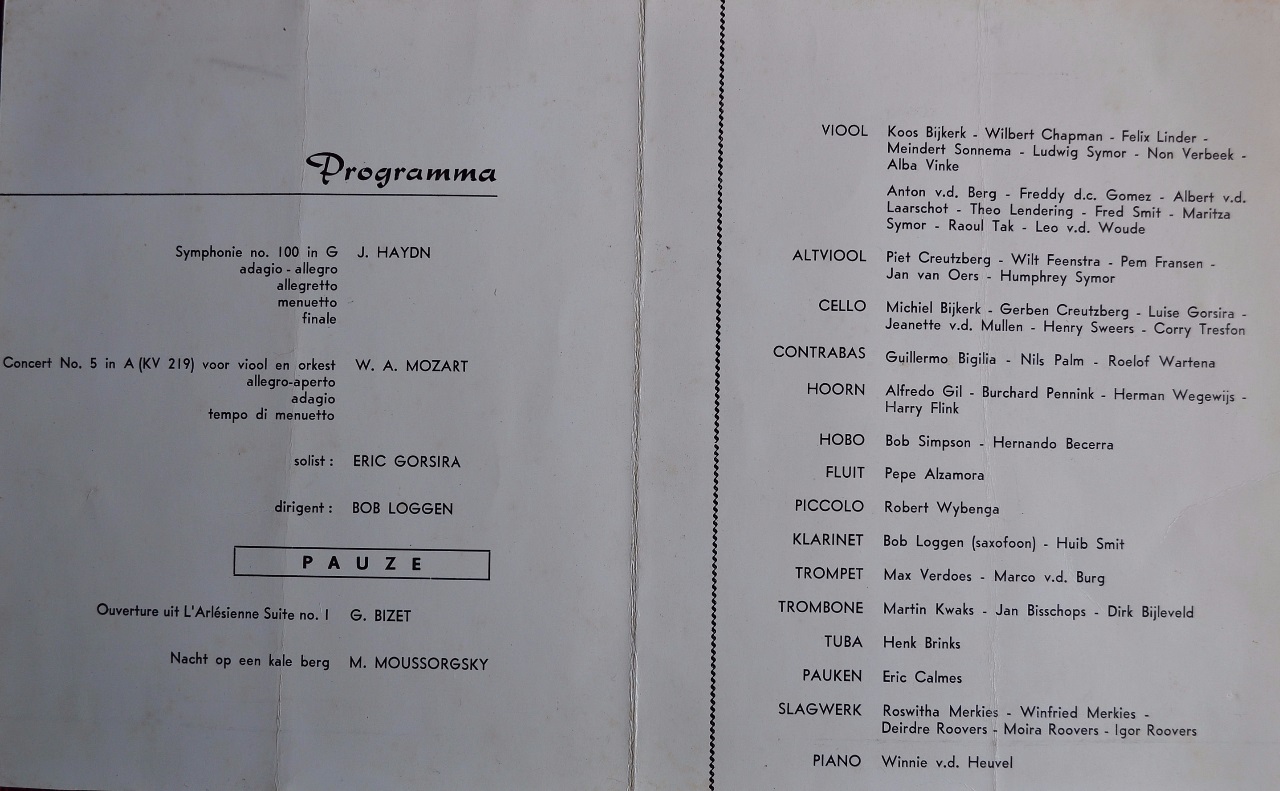 Programma
Symphonie no. 100 in G J. HAYDN
adagio - allegro
allegretto
menuetto
finale
Concert No. 5 in A (KV 219) voor viool en orkest W. A. MOZART
allegro-aperto
adagio
tempo di menuetto
solist : ERIC GORSIRA
dirigent : BOB LOGGEN
PAUZE
Ouverture uit L'Arlésienne Suite no. 1 G. BIZET
Nacht op een kale berg M. MOUSSORGSKY
VIOOL Koos Bijkerk - Wilbert Chapman - Felix Linder -
Meindert Sonnema - Ludwig Symor - Non Verbeek -
Alba Vinke
Anton v.d. Berg - Freddy d.c. Gomez - Albert v.d.
Laarschot - Theo Lendering - Fred Smit - Maritza
Symor - Raoul Tak - Leo v.d. Woude
ALTVIOOL Piet Creutzberg - Wilt Feenstra - Pem Fransen -
Jan van Oers - Humphrey Symor
CELLO Michiel Bijkerk - Gerben Creutzberg - Luise Gorsira -
Jeanette v.d. Mullen - Henry Sweers - Corry Tresfon
CONTRABAS Guillermo Bigilia - Nils Palm - Roelof Wartena
HOORN Alfredo Gil - Burchard Pennink - Herman Wegewijs -
Harry Flink
HOBO Bob Simpson - Hernando Becerra
FLUIT Pepe Alzamora
PICCOLO Robert Wybenga
KLARINET Bob Loggen (saxofoon) - Huib Smit
TROMPET Max Verdoes - Marco v.d. Burg
TROMBONE Martin Kwaks - Jan Bisschops - Dirk Bijleveld
TUBA Henk Brinks
PAUKEN Eric Calmes
SLAGWERK Roswitha Merkies - Winfried Merkies -
Deirdre Roovers - Moira Roovers - Igor Roovers
PIANO Winnie v.d. Heuvel